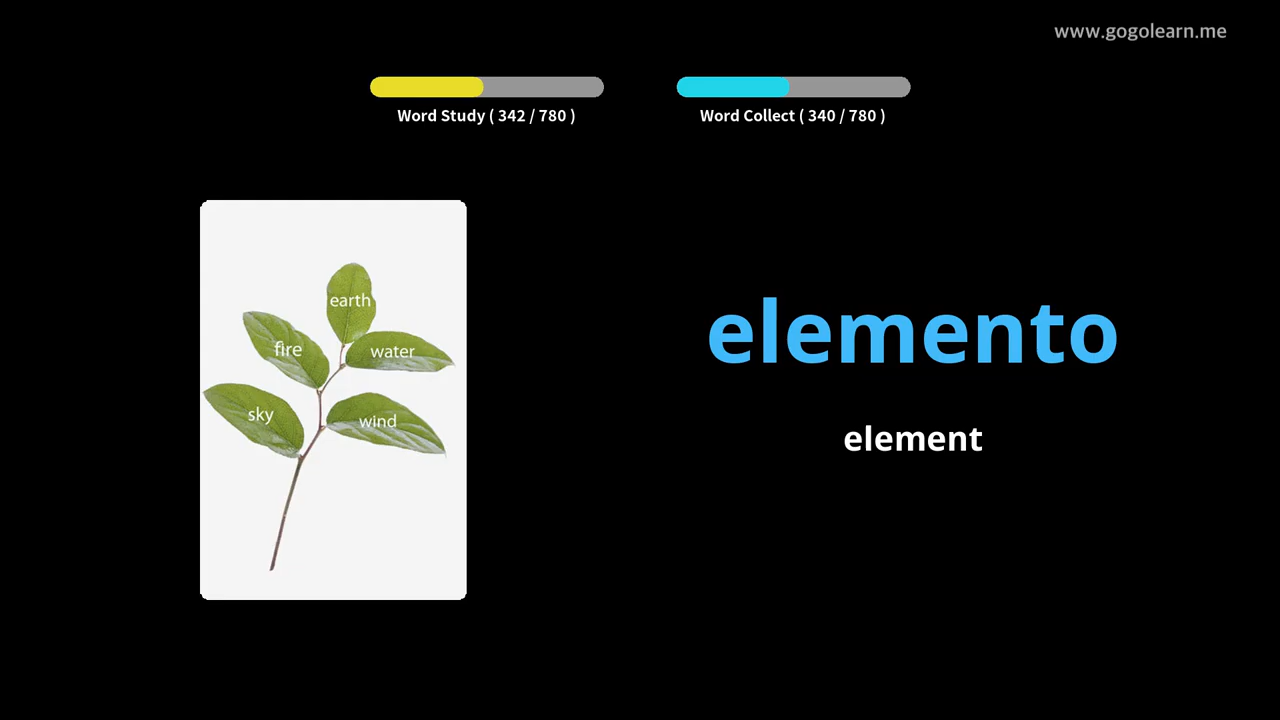 www.gogolearn.me
Word Study ( 342 / 780 )
Word Collect ( 340 / 780 )
earth
fire
water
sky
wind
elemento
element